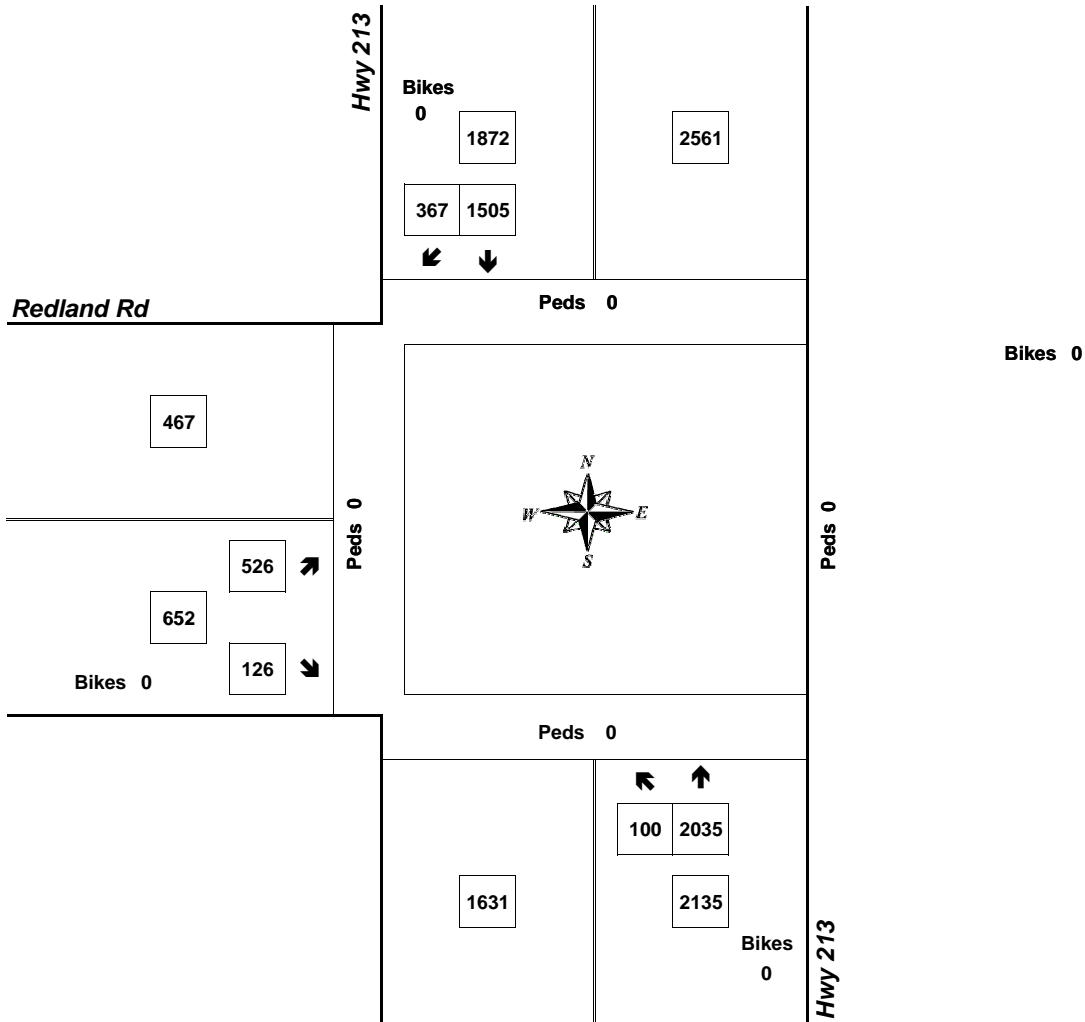 Hwy 213
Bikes
0
1872
2561
367 1505
Redland Rd
Peds 0
Bikes 0
467
N
W E
S
Peds 0
Peds 0
526
652
126
Bikes 0
Peds 0
100 2035
1631
2135
Bikes
0
Hwy 213